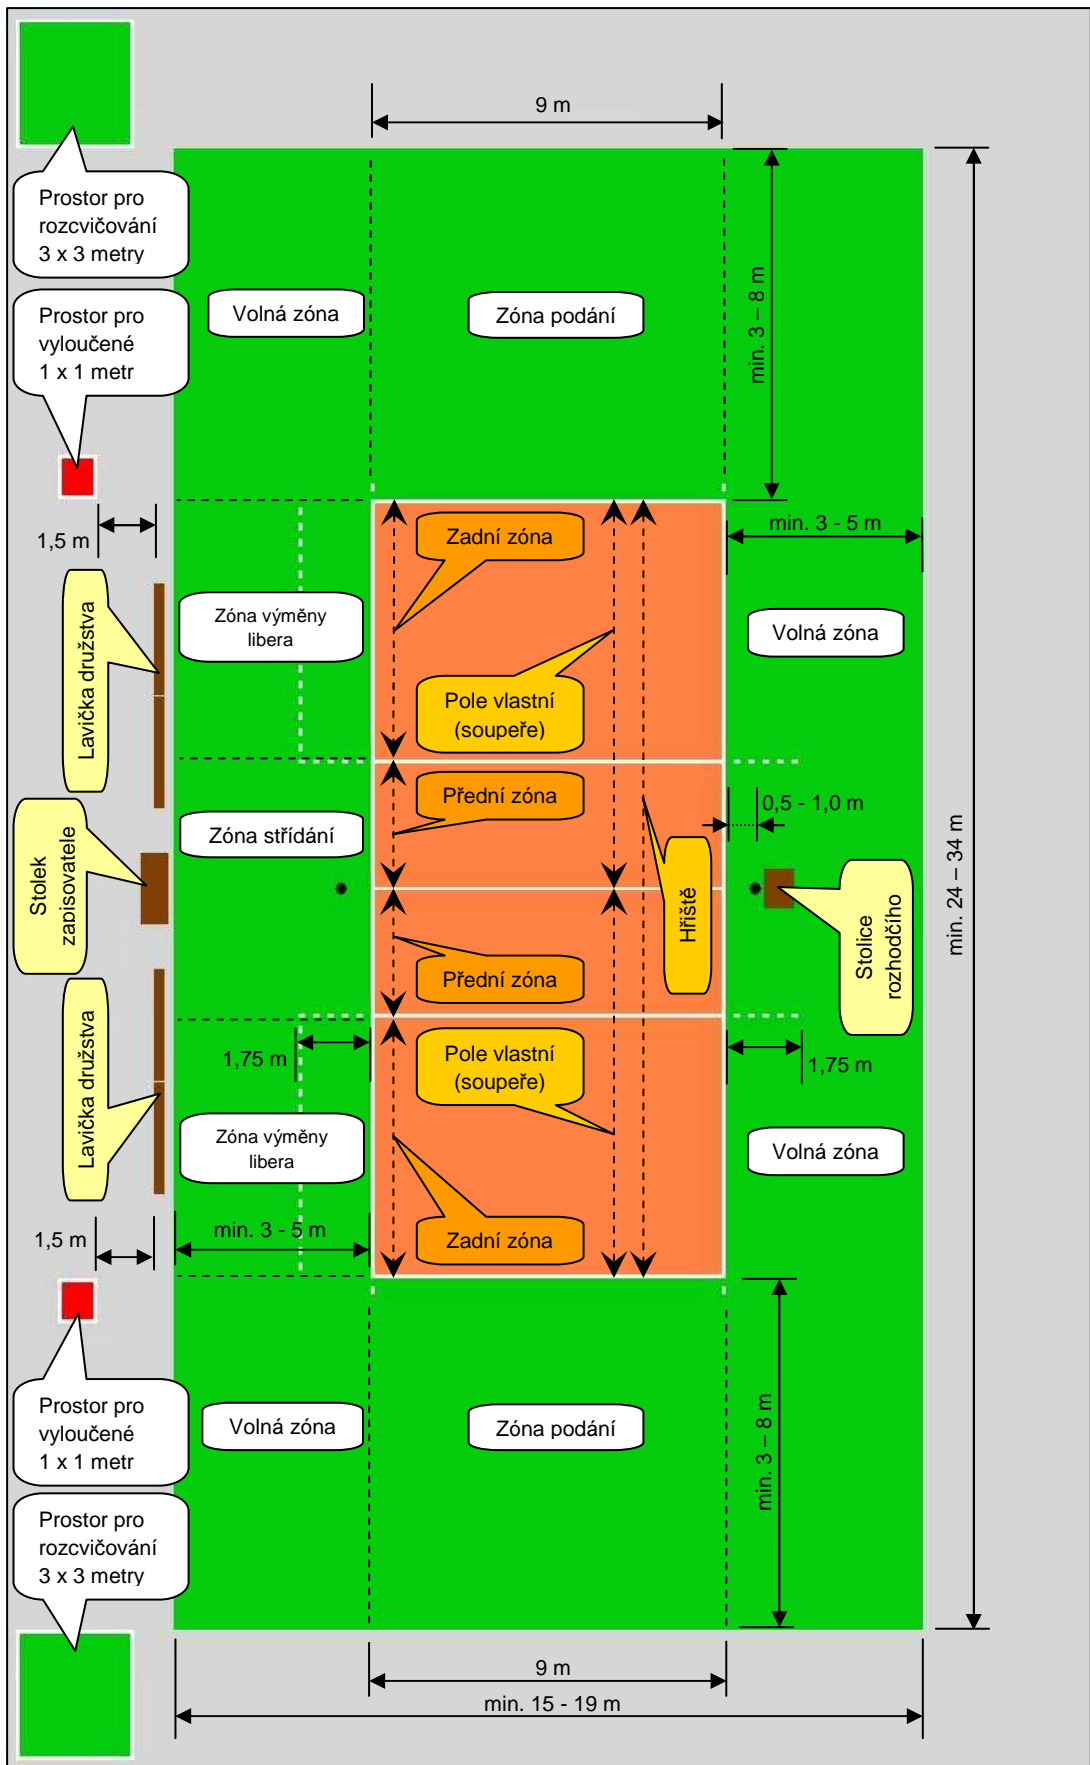 9 m
Prostor pro
rozcvičování
3 x 3 metry
Volná zóna
Zóna podání
min. 3 – 8 m
Prostor pro
vyloučené
1 x 1 metr
1,5 m
Zadní zóna
min. 3 - 5 m
Lavička družstva
Zóna výměny
libera
Volná zóna
Pole vlastní
(soupeře)
Přední zóna
0,5 - 1,0 m
Zóna střídání
Stolek
zapisovatele
Hřiště
Stolice
rozhodčího
min. 24 – 34 m
Přední zóna
Lavička družstva
1,75 m
Pole vlastní
(soupeře)
1,75 m
Zóna výměny
libera
Volná zóna
1,5 m
min. 3 - 5 m
Zadní zóna
Prostor pro
vyloučené
1 x 1 metr
Volná zóna
Zóna podání
min. 3 – 8 m
Prostor pro
rozcvičování
3 x 3 metry
9 m
min. 15 - 19 m